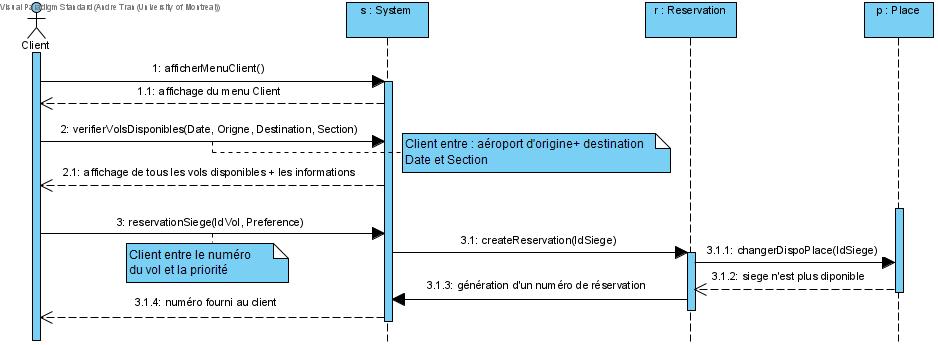 Visual Paradigm Standard (Andre Tran (University of Montreal))
s : System
r : Reservation
p : Place
Client
1: afficherMenuClient()
1.1: affichage du menu Client
2: verifierVolsDisponibles(Date, Origne, Destination, Section)
Client entre : aéroport d'origine+ destination
Date et Section
2.1: affichage de tous les vols disponibles + les informations
3: reservationSiege(IdVol, Preference)
Client entre le numéro
du vol et la priorité
3.1: createReservation(IdSiege)
3.1.1: changerDispoPlace(IdSiege)
3.1.2: siege n'est plus diponible
3.1.3: génération d'un numéro de réservation
3.1.4: numéro fourni au client